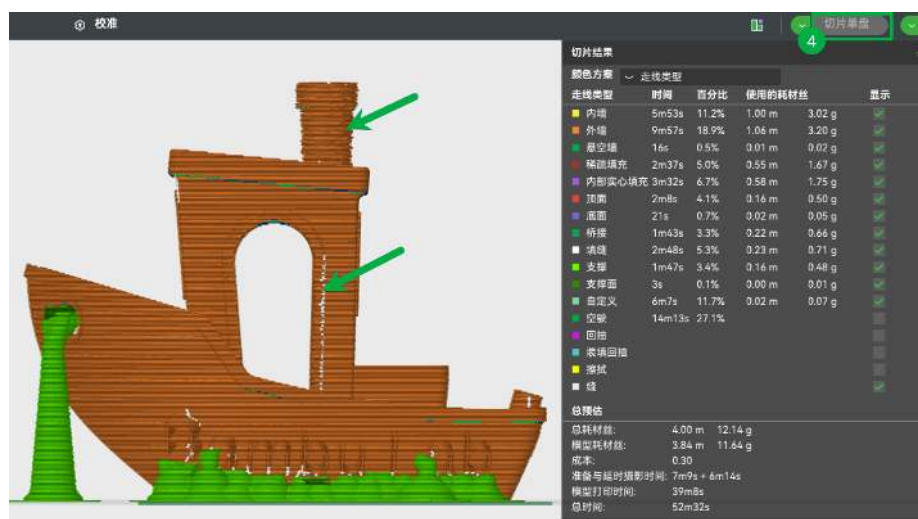 校准
切片单盘
4
切片结果
颜色方案 走线类型
走线类型 时间 百分比 使用的耗材丝 显示
内墙 5m53s 11.2% 1.00 m 3.02 g
外墙 9m57s 18.9% 1.06 m 3.20 g
悬空墙 16s 0.5% 0.01 m 0.02 g
稀疏填充 2m37s 5.0% 0.55 m 1.67 g
内部实心填充 3m32s 6.7% 0.58 m 1.75 g
顶面 2m8s 4.1% 0.16 m 0.50 g
底面 21s 0.7% 0.02 m 0.05 g
桥接 1m43s 3.3% 0.22 m 0.66 g
填缝 2m48s 5.3% 0.23 m 0.71 g
支撑 1m47s 3.4% 0.16 m 0.48 g
支撑面 3s 0.1% 0.00 m 0.01 g
自定义 6m7s 11.7% 0.02 m 0.07 g
空驶 14m13s 27.1%
回抽
装填回抽
擦拭
缝
总预估
总耗材丝: 4.00 m 12.14 g
模型耗材丝: 3.84 m 11.64 g
成本: 0.30
准备与延时摄影时间: 7m9s + 6m14s
模型打印时间: 39m8s
总时间: 52m32s